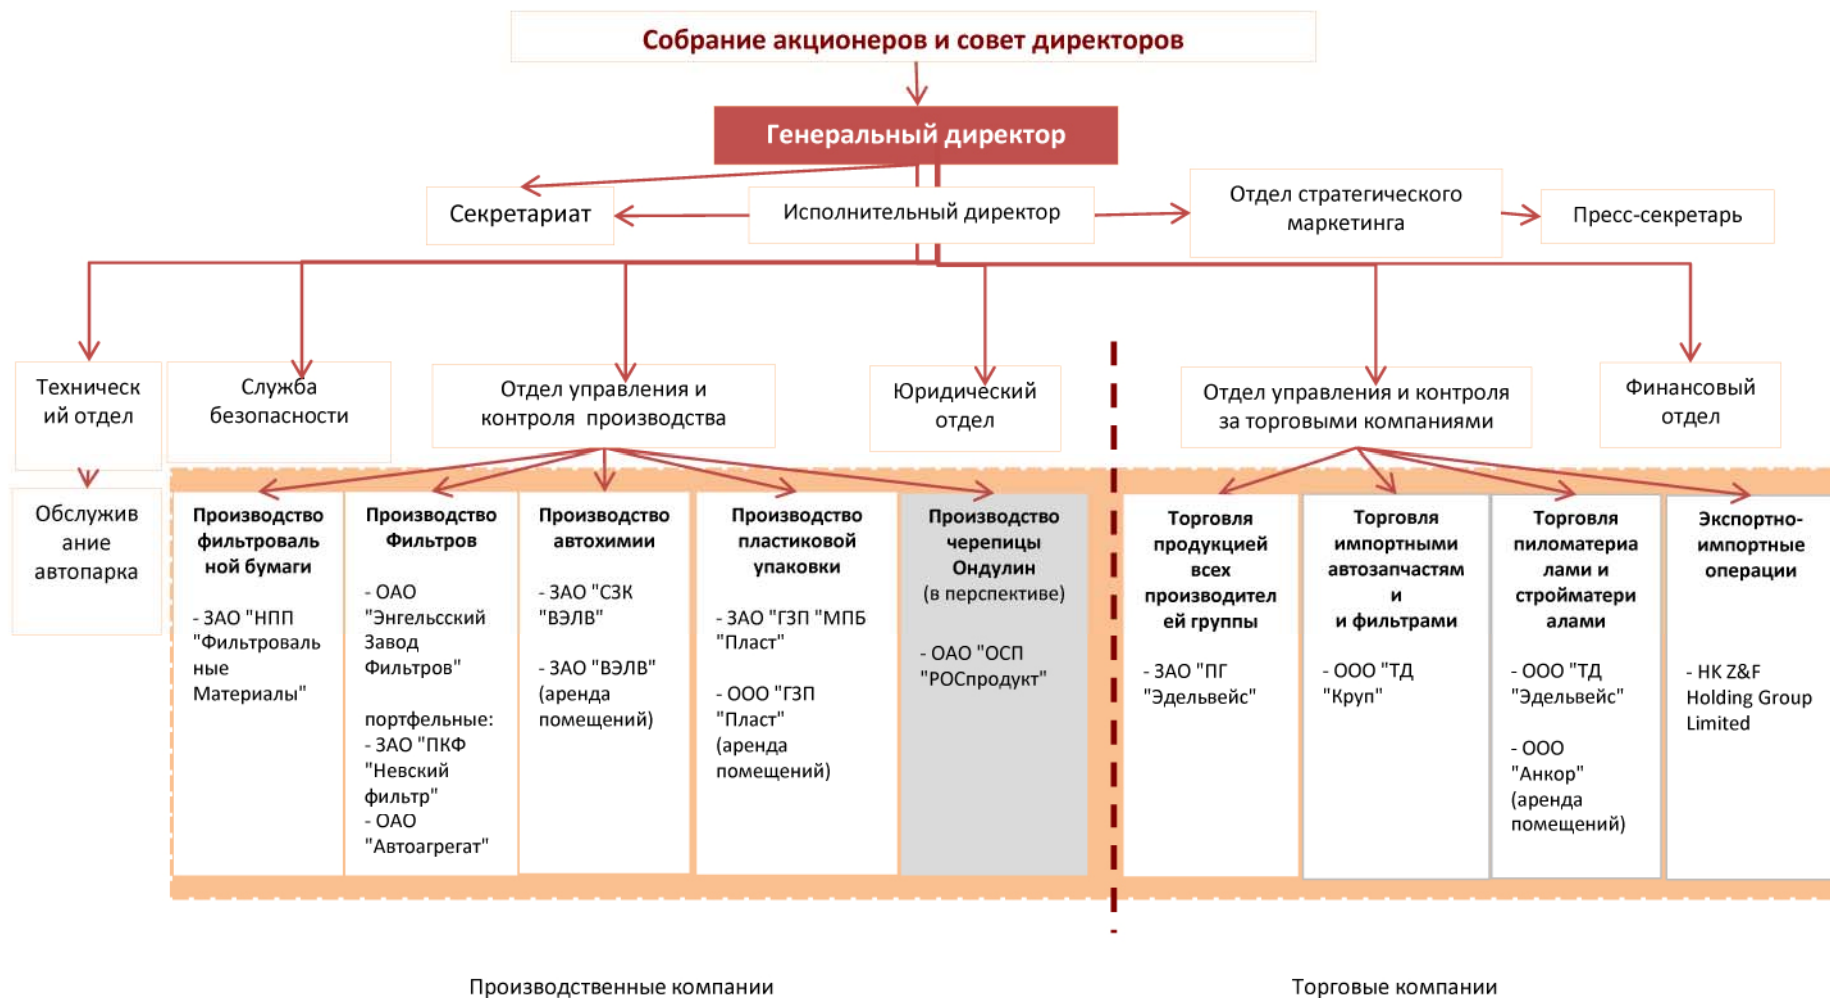 Собрание акционеров и совет директоров
Генеральный директор
Секретариат
Исполнительный директор
Отдел стратегического
маркетинга
Пресс-секретарь
Техническ
ий отдел
Служба
безопасности
Отдел управления и
контроля производства
Юридический
отдел
Отдел управления и контроля
за торговыми компаниями
Финансовый
отдел
Обслужив
ание
автопарка
Производство
фильтроваль
ной бумаги
- ЗАО "НПП
"Фильтроваль
ные
Материалы"
Производство
Фильтров
- ОАО
"Энгельсский
Завод
Фильтров"
портфельные:
- ЗАО "ПКФ
"Невский
фильтр"
- ОАО
"Автоагрегат"
Производство
автохимии
- ЗАО "СЗК
"ВЭЛВ"
- ЗАО "ВЭЛВ"
(аренда
помещений)
Производство
пластиковой
упаковки
- ЗАО "ГЗП "МПБ
"Пласт"
- ООО "ГЗП
"Пласт"
(аренда
помещений)
Производство
черепицы
Ондулин
(в перспективе)
- ОАО "ОСП
"РОСпродукт"
Торговля
продукцией
всех
производител
ей группы
- ЗАО "ПГ
"Эдельвейс"
Торговля
импортными
автозапчастям
и
и фильтрами
- ООО "ТД
"Круп"
Торговля
пиломатериа
лами и
стройматери
алами
- ООО "ТД
"Эдельвейс"
- ООО
"Анкор"
(аренда
помещений)
Экспортно-
импортные
операции
- HK Z&F
Holding Group
Limited
Производственные компании
Торговые компании